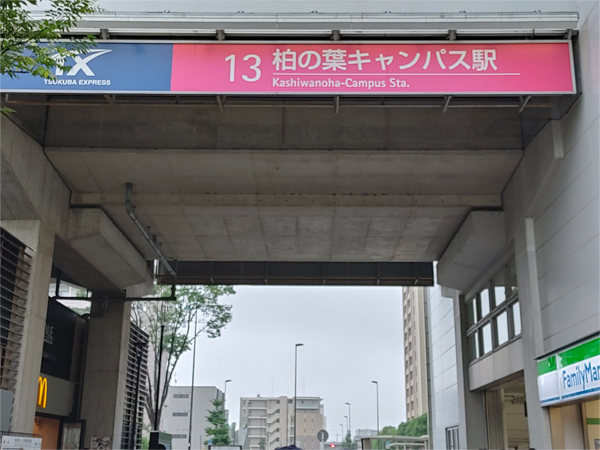 TX
TSUKUBA EXPRESS
13 柏の葉キャンパス駅
Kashiwanoha-Campus Sta.
FamilyMar